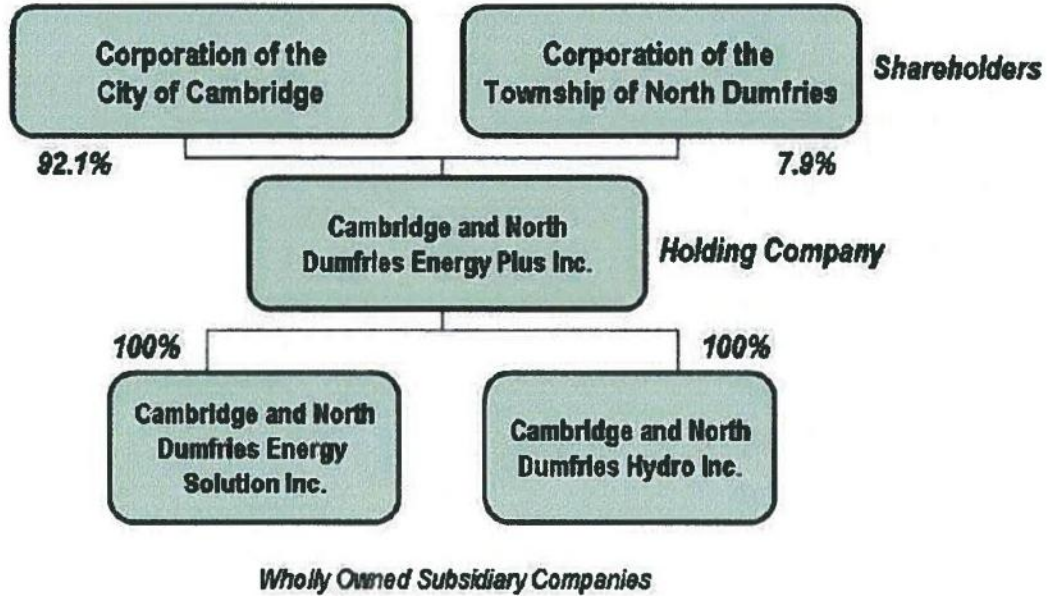 Corporation of the
City of Cambridge
Corporation of the
Township of North Dumfries
Shareholders
92.1%
7.9%
Cambridge and North
Dumfries Energy Plus Inc.
Holding Company
100%
100%
Cambridge and North
Dumfries Energy
Solution Inc.
Cambridge and North
Dumfries Hydro Inc.
Wholly Owned Subsidiary Companies